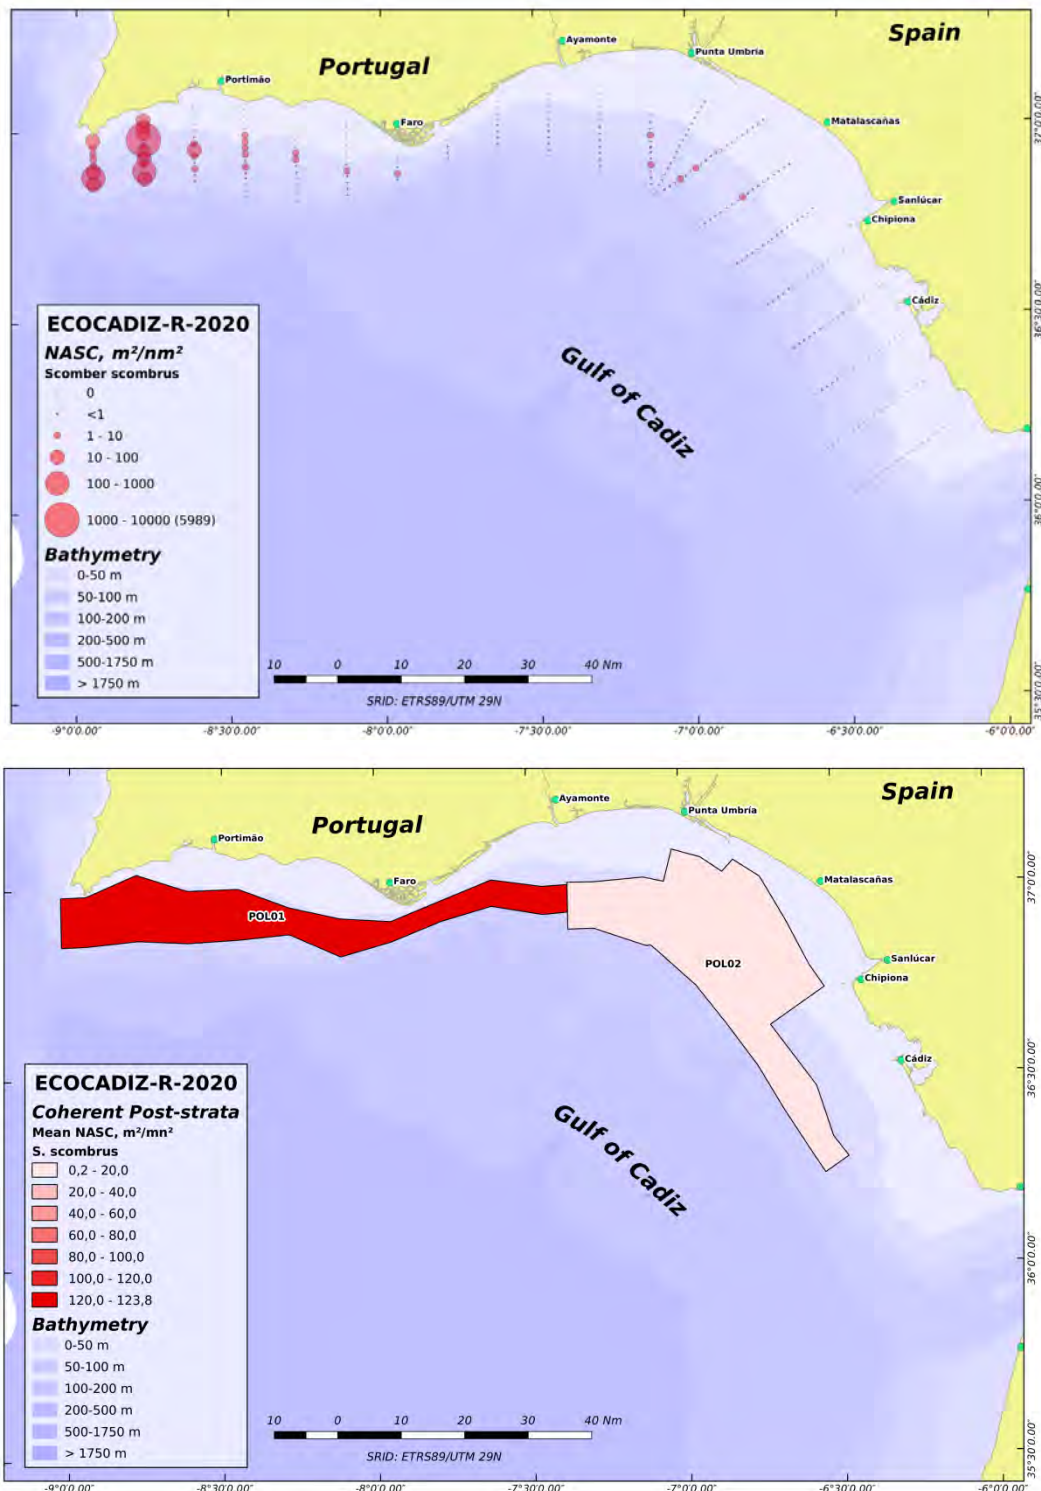 Spain
Portugal
Ayamonte
Punta Umbría
Portimão
Faro
Matalascañas
Sanlúcar
Chipiona
Cádiz
Gulf of Cadiz
37°0'0.00"
36°30'0.00"
36°0'0.00"
35°30'0.00"
ECOCADIZ-R-2020
NASC, m²/nm²
Scomber scombrus
0
<1
1 - 10
10 - 100
100 - 1000
1000 - 10000 (5989)
Bathymetry
0-50 m
50-100 m
100-200 m
200-500 m
500-1750 m
> 1750 m
10 0 10 20 30 40 Nm
SRID: ETRS89/UTM 29N
-9°0'0.00" -8°30'0.00" -8°0'0.00" -7°30'0.00" -7°0'0.00" -6°30'0.00" -6°0'0.00"
Spain
Portugal
Ayamonte
Punta Umbría
Portimão
Faro
Matalascañas
POL01
POL02
Sanlúcar
Chipiona
Cádiz
Gulf of Cadiz
37°0'0.00"
36°30'0.00"
36°0'0.00"
35°30'0.00"
ECOCADIZ-R-2020
Coherent Post-strata
Mean NASC, m²/mn²
S. scombrus
0,2 - 20,0
20,0 - 40,0
40,0 - 60,0
60,0 - 80,0
80,0 - 100,0
100,0 - 120,0
120,0 - 123,8
Bathymetry
0-50 m
50-100 m
100-200 m
200-500 m
500-1750 m
> 1750 m
10 0 10 20 30 40 Nm
SRID: ETRS89/UTM 29N
-9°0'0.00" -8°30'0.00" -8°0'0.00" -7°30'0.00" -7°0'0.00" -6°30'0.00" -6°0'0.00"